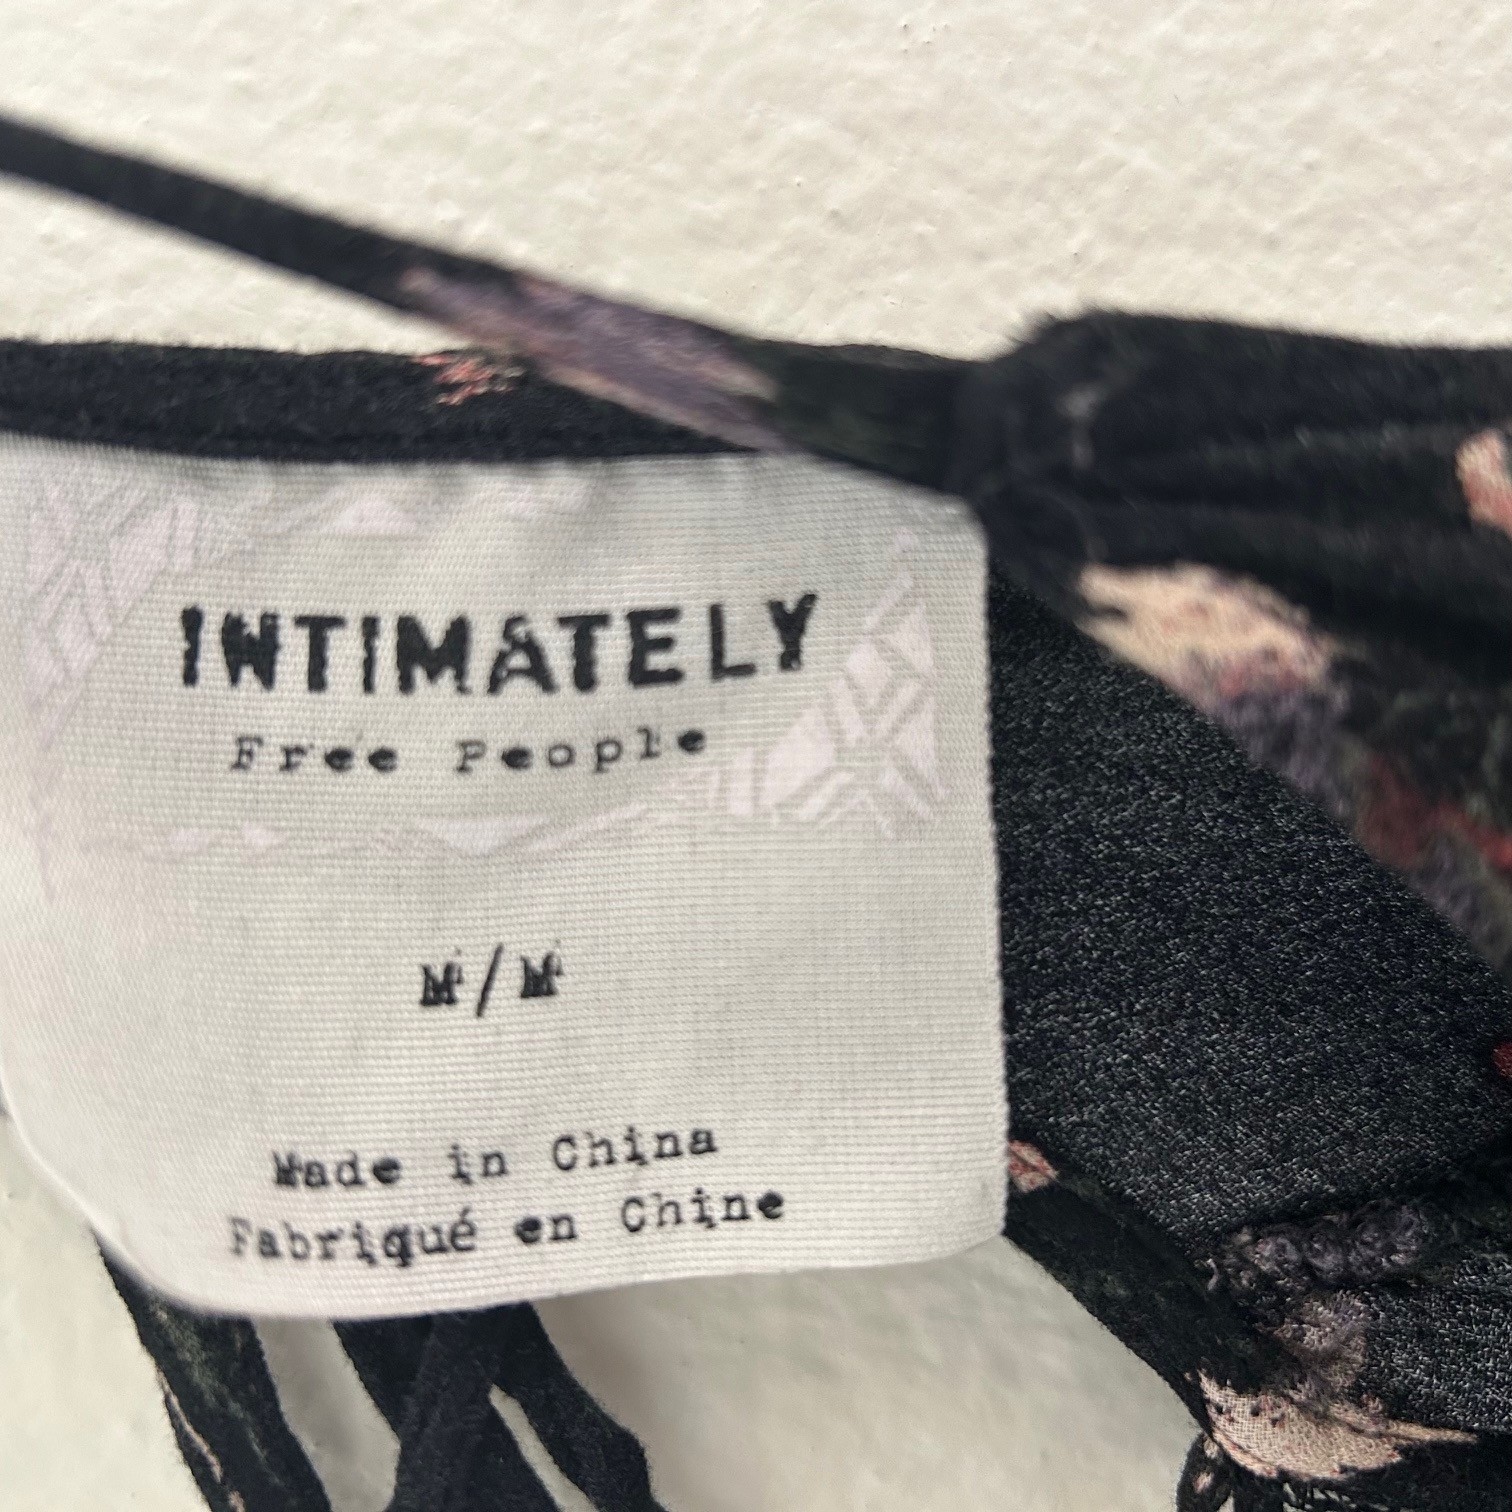 INTIMATELY
Free People
M/M
Made in China
Fabriqué en Chine